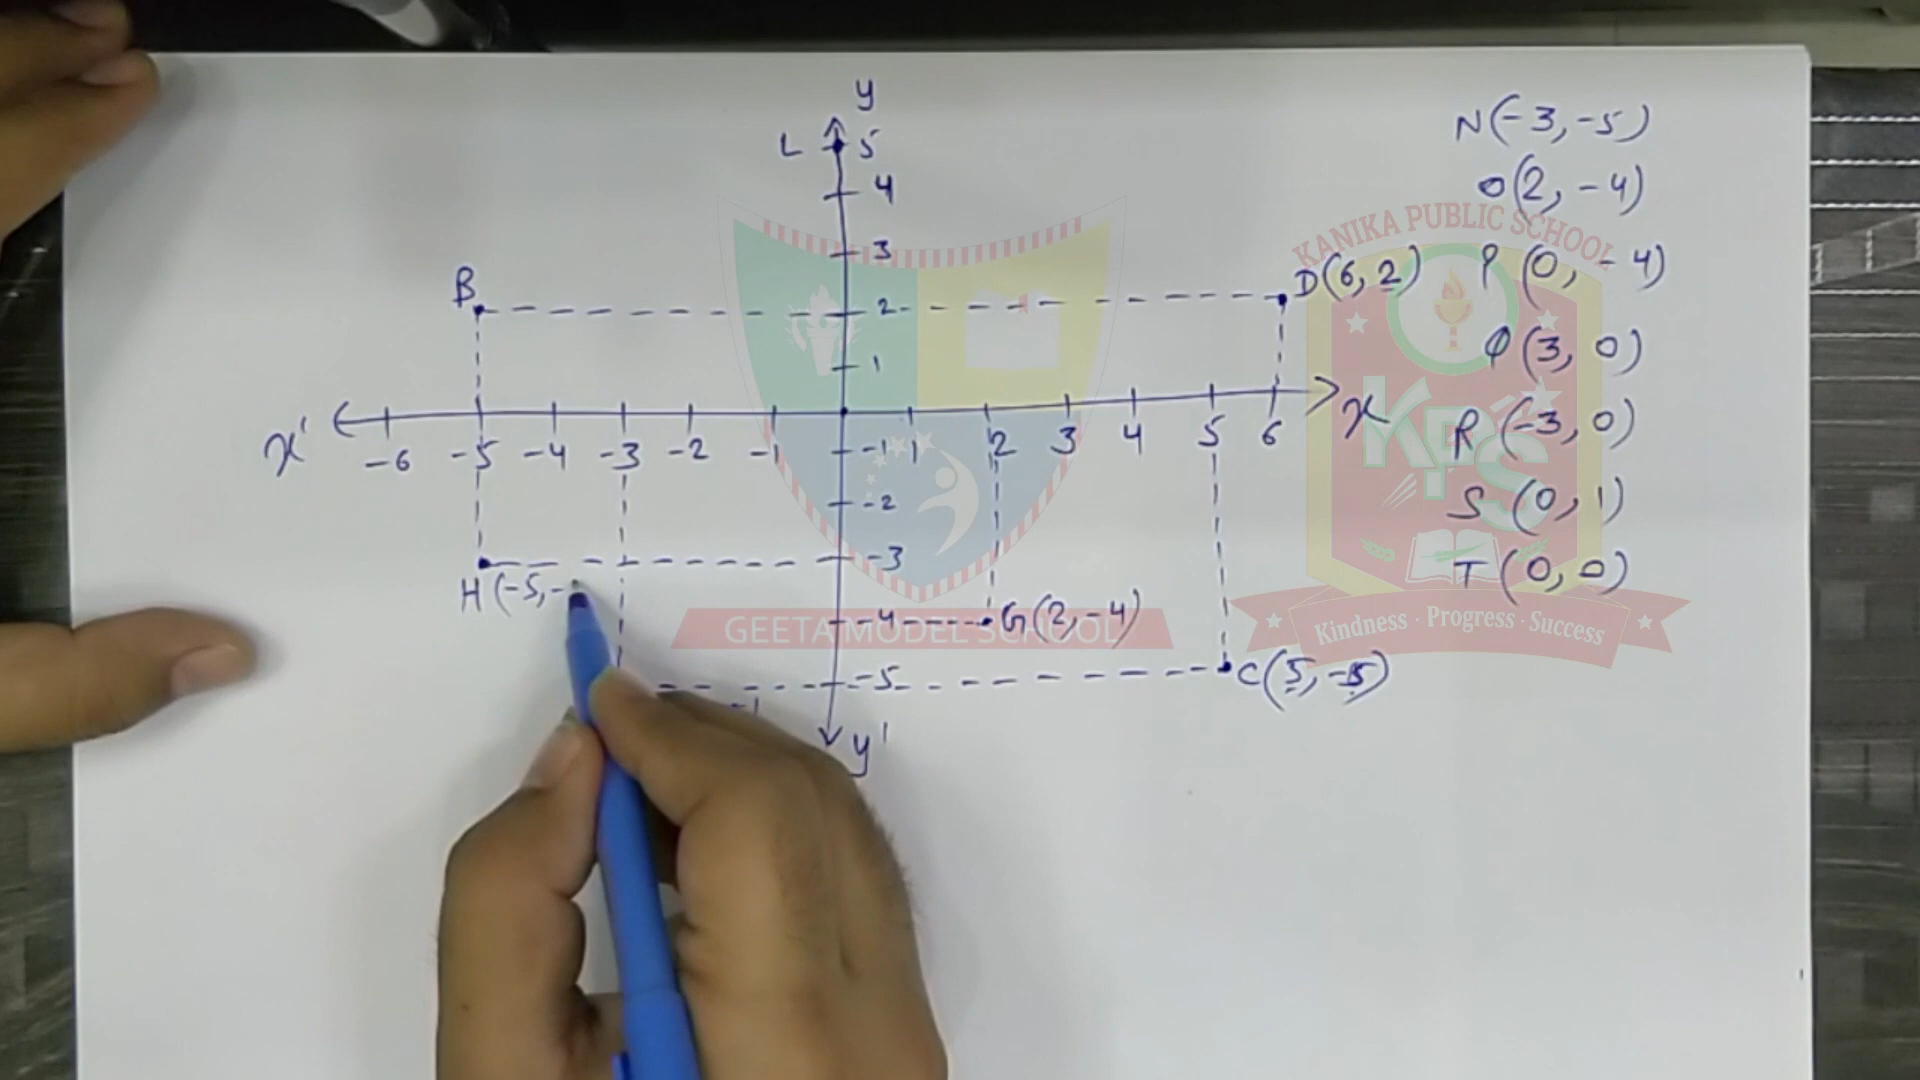 y
L 5
4
3
2
1
B
D(6, 2)
x' -6 -5 -4 -3 -2 -1 1 2 3 4 5 6 x
-1
-2
-3
-4
-5
H(-5,-
G(2, -4)
C(5, -5)
-1
y'
N(-3, -5)
O(2, -4)
P(0, -4)
Q(3, 0)
R(-3, 0)
S(0, 1)
T(0, 0)
GEETA MODEL SCHOOL
KANIKA PUBLIC SCHOOL
KPS
Kindness · Progress · Success